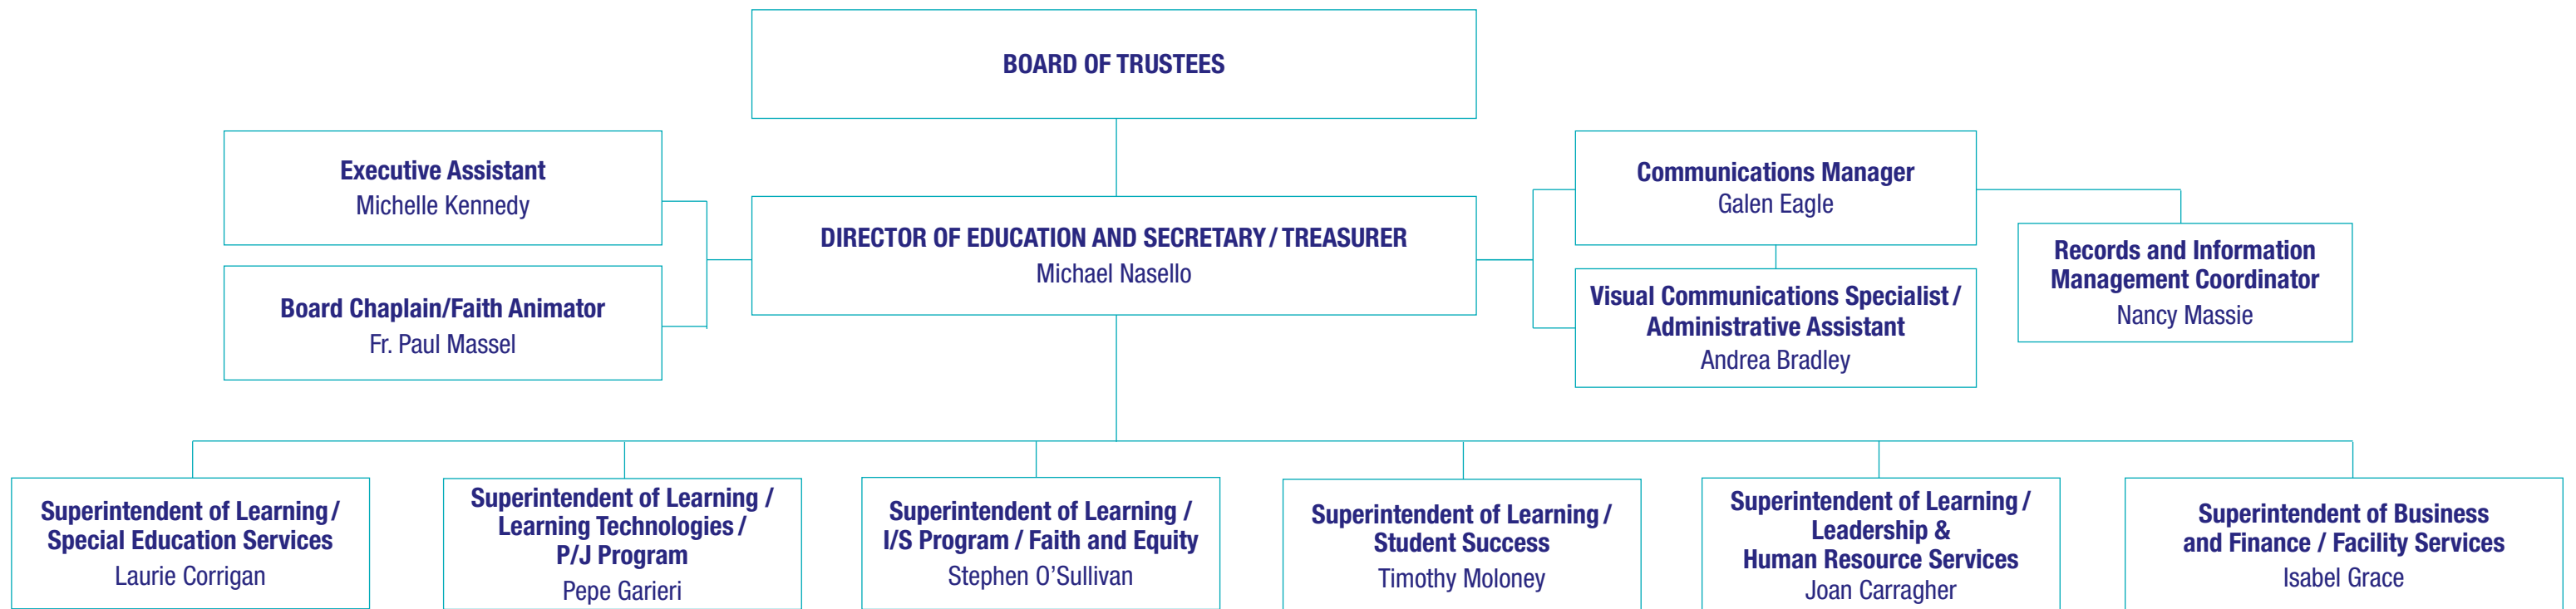 BOARD OF TRUSTEES
Executive Assistant
Michelle Kennedy
Board Chaplain/Faith Animator
Fr. Paul Massel
DIRECTOR OF EDUCATION AND SECRETARY / TREASURER
Michael Nasello
Communications Manager
Galen Eagle
Visual Communications Specialist /
Administrative Assistant
Andrea Bradley
Records and Information
Management Coordinator
Nancy Massie
Superintendent of Learning /
Special Education Services
Laurie Corrigan
Superintendent of Learning /
Learning Technologies /
P/J Program
Pepe Garieri
Superintendent of Learning /
I/S Program / Faith and Equity
Stephen O’Sullivan
Superintendent of Learning /
Student Success
Timothy Moloney
Superintendent of Learning /
Leadership &
Human Resource Services
Joan Carragher
Superintendent of Business
and Finance / Facility Services
Isabel Grace